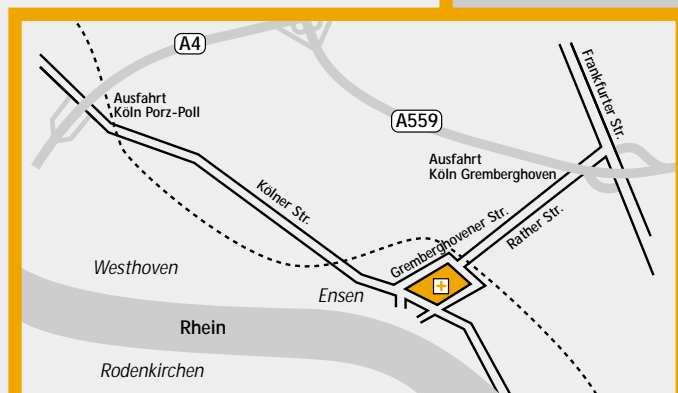 A4
Ausfahrt
Köln Porz-Poll
A559
Frankfurter Str.
Ausfahrt
Köln Gremberghoven
Kölner Str.
Gremberghovener Str.
Rather Str.
Westhoven
Ensen
Rhein
Rodenkirchen